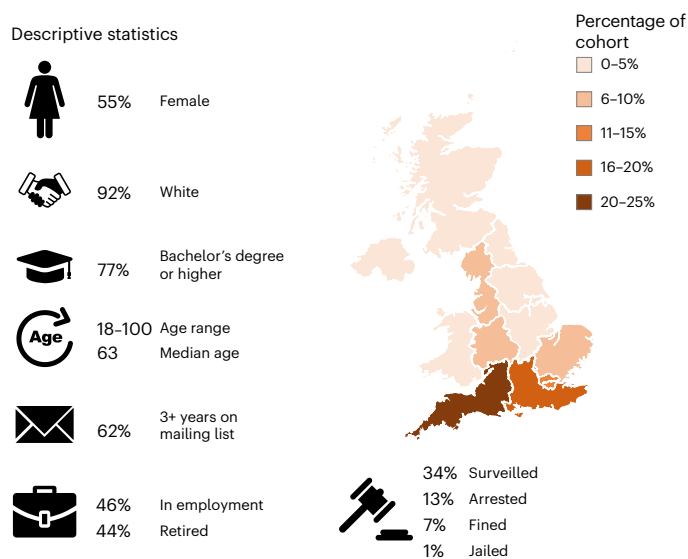 Descriptive statistics
55% Female
92% White
77% Bachelor's degree
or higher
Age
18–100 Age range
63 Median age
62% 3+ years on
mailing list
46% In employment
44% Retired
Percentage of
cohort
0–5%
6–10%
11–15%
16–20%
20–25%
34% Surveilled
13% Arrested
7% Fined
1% Jailed